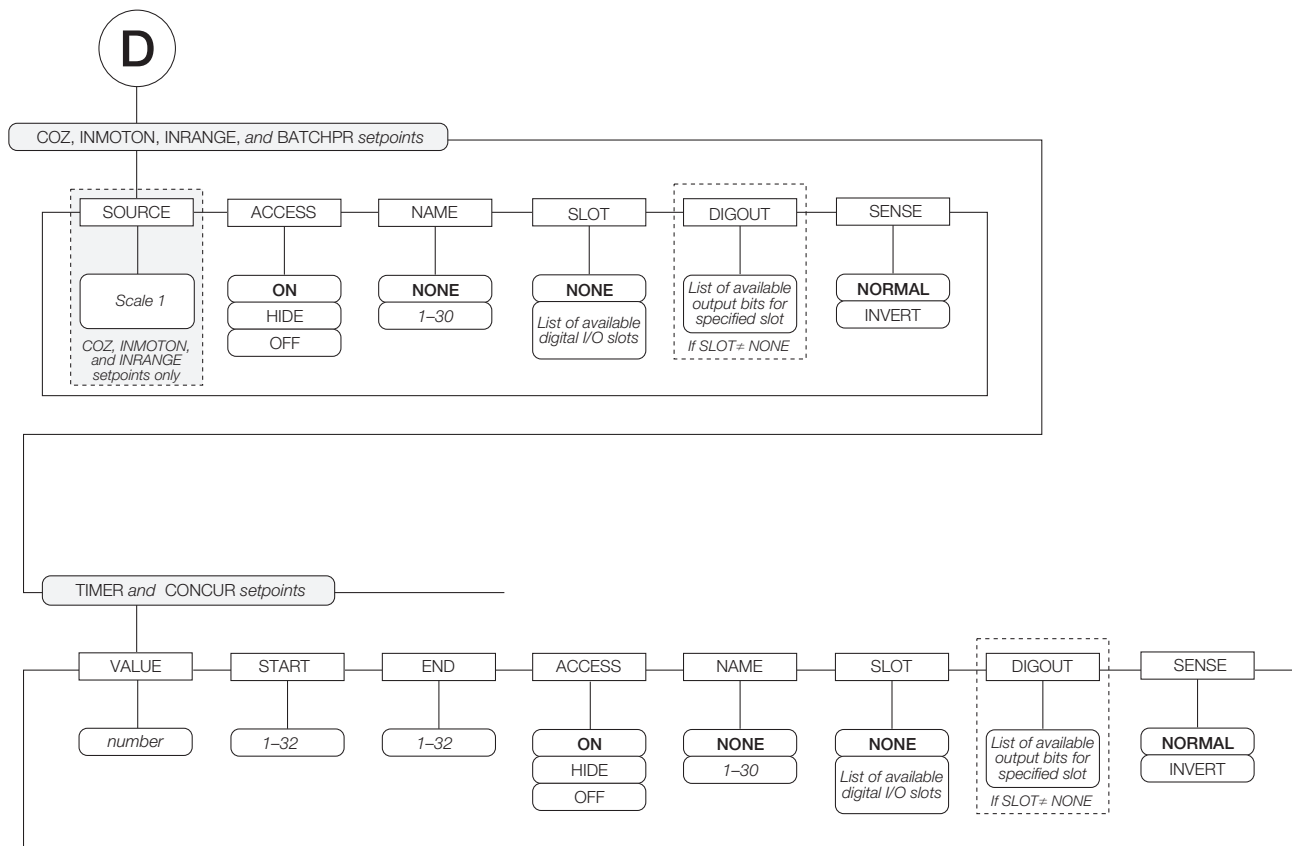 D
COZ, INMOTON, INRANGE, and BATCHPR setpoints
SOURCE
ACCESS
NAME
SLOT
DIGOUT
SENSE
Scale 1
COZ, INMOTON,
and INRANGE
setpoints only
ON
HIDE
OFF
NONE
1–30
NONE
List of available
digital I/O slots
List of available
output bits for
specified slot
If SLOT≠ NONE
NORMAL
INVERT
TIMER and CONCUR setpoints
VALUE
START
END
ACCESS
NAME
SLOT
DIGOUT
SENSE
number
1–32
1–32
ON
HIDE
OFF
NONE
1–30
NONE
List of available
digital I/O slots
List of available
output bits for
specified slot
If SLOT≠ NONE
NORMAL
INVERT